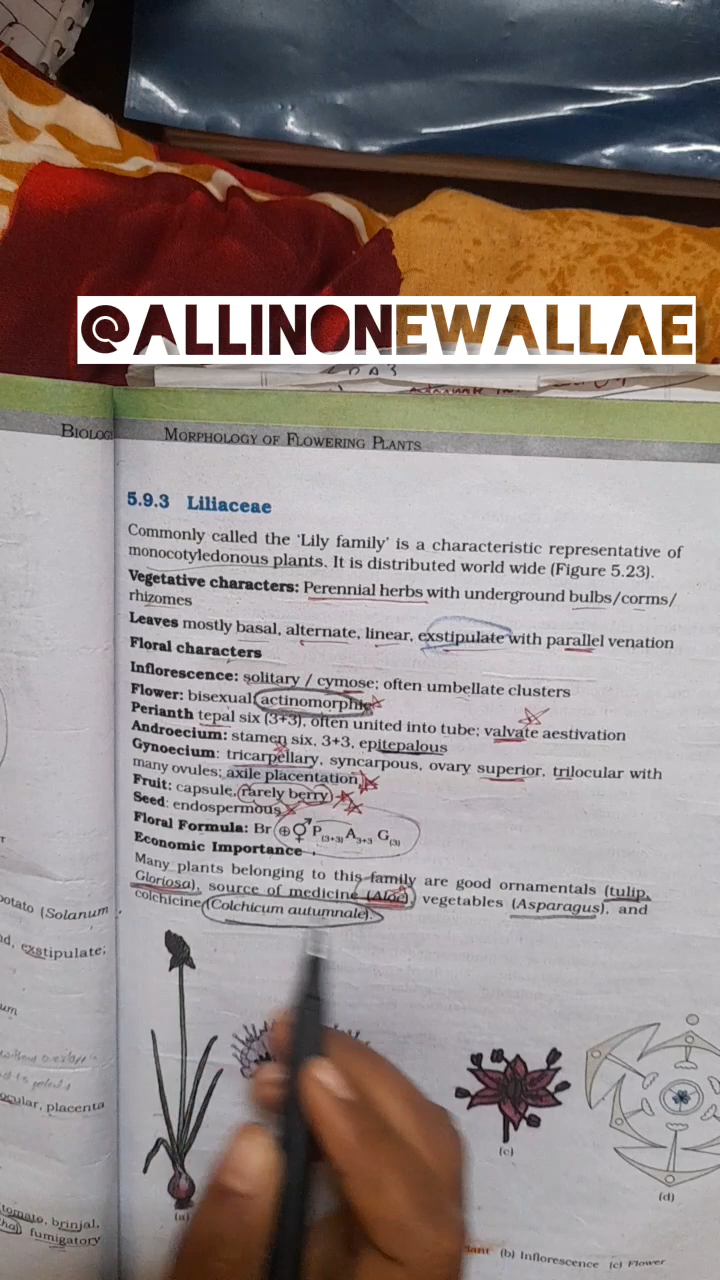 @ALLINONEWALLAE
BIOLOG
MORPHOLOGY OF FLOWERING PLANTS
5.9.3 Liliaceae
Commonly called the ‘Lily family’ is a characteristic representative of
monocotyledonous plants. It is distributed world wide (Figure 5.23).
Vegetative characters: Perennial herbs with underground bulbs/corms/
rhizomes
Leaves mostly basal, alternate, linear, exstipulate with parallel venation
Floral characters
Inflorescence: solitary / cymose; often umbellate clusters
Flower: bisexual; actinomorphic
Perianth tepal six (3+3), often united into tube; valvate aestivation
Androecium: stamen six, 3+3, epitepalous
Gynoecium: tricarpellary, syncarpous, ovary superior, trilocular with
many ovules; axile placentation
Fruit: capsule, rarely berry
Seed: endospermous
Floral Formula: Br ⊕ ⚥ P(3+3) A3+3 G(3)
Economic Importance
Many plants belonging to this family are good ornamentals (tulip,
Gloriosa), source of medicine (Aloe), vegetables (Asparagus), and
colchicine (Colchicum autumnale).
potato (Solanum
exstipulate;
um
ocular, placenta
tomato, brinjal,
fumigatory
(a)
(c)
(d)
(b) Inflorescence (c) Flower